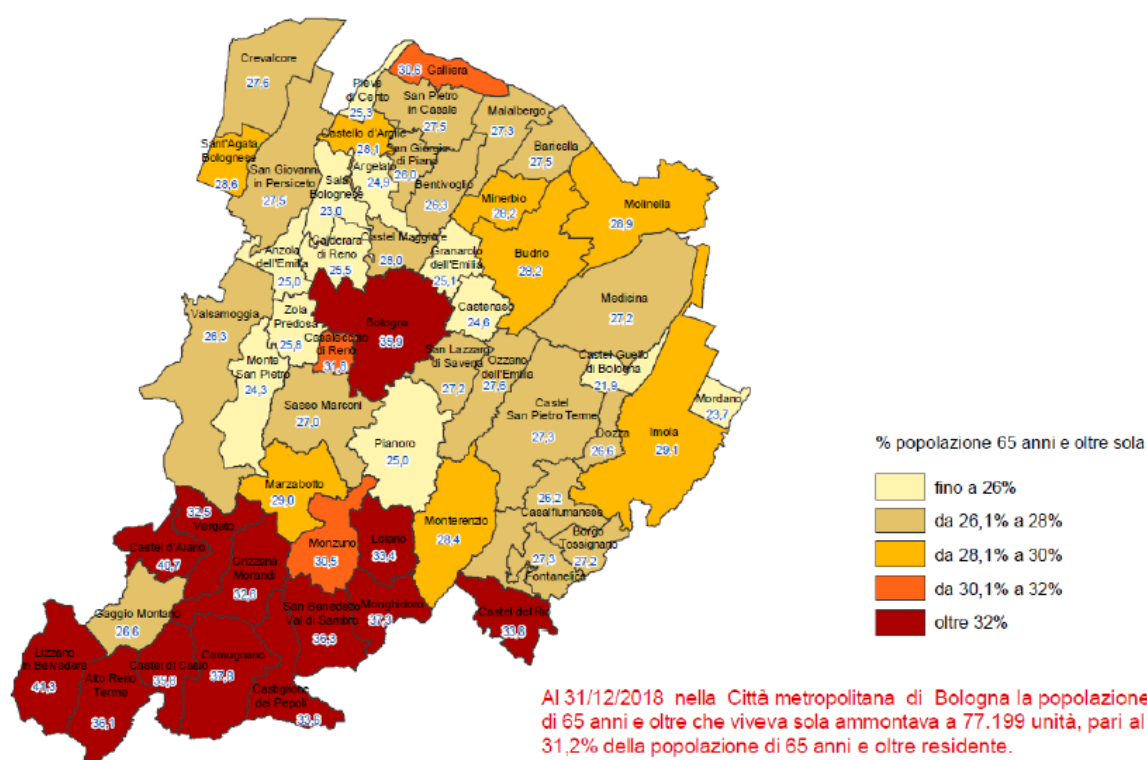 Crevalcore
27,6
30,6 Galliera
Pieve
di Cento
25,3
San Pietro
in Casale
27,5
Malalbergo
27,3
Baricella
27,5
Sant'Agata
Bolognese
28,6
San Giovanni
in Persiceto
27,5
Castello d'Argile
28,1
San Giorgio
di Piano
26,0
Argelato
24,9
Bentivoglio
26,3
Sala
Bolognese
23,0
Minerbio
28,2
Molinella
28,9
Budrio
28,2
Anzola
dell'Emilia
25,0
Calderara
di Reno
25,5
Castel Maggiore
28,0
Granarolo
dell'Emilia
25,1
Castenaso
24,6
Medicina
27,2
Valsamoggia
26,3
Zola
Predosa
25,8
Bologna
35,9
Casalecchio
di Reno
31,8
Monte
San Pietro
24,3
San Lazzaro
di Savena
27,2
Ozzano
dell'Emilia
27,6
Castel Guelfo
di Bologna
21,9
Mordano
23,7
Sasso Marconi
27,0
Pianoro
25,0
Castel
San Pietro Terme
27,3
Dozza
26,6
Imola
29,1
Marzabotto
29,0
Monterenzio
28,4
26,2
Casalfiumanese
Borgo
Tossignano
27,2
27,3
Fontanelice
32,5
Vergato
Castel d'Aiano
40,7
Grizzana
Morandi
32,6
Monzuno
30,5
Loiano
33,4
Gaggio Montano
26,6
San Benedetto
Val di Sambro
36,3
Monghidoro
37,3
Castel del Rio
33,8
Lizzano
in Belvedere
41,3
Alto Reno
Terme
36,1
Castel di Casio
35,8
Camugnano
37,8
Castiglione
dei Pepoli
33,6
% popolazione 65 anni e oltre sola
fino a 26%
da 26,1% a 28%
da 28,1% a 30%
da 30,1% a 32%
oltre 32%
Al 31/12/2018 nella Città metropolitana di Bologna la popolazione
di 65 anni e oltre che viveva sola ammontava a 77.199 unità, pari al
31,2% della popolazione di 65 anni e oltre residente.